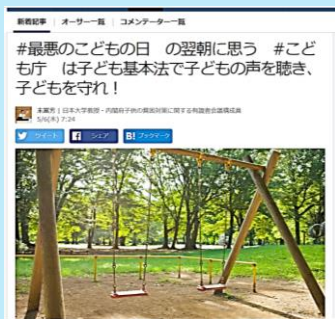 新着記事 オーサー一覧 コメンテーター一覧
#最悪のこどもの日 の翌朝に思う #こど
も庁 は子ども基本法で子どもの声を聴き、
子どもを守れ！
末冨芳 | 日本大学教授・内閣府子供の貧困対策に関する有識者会議構成員
5/6(木) 7:24
ツイート シェア B! ブックマーク